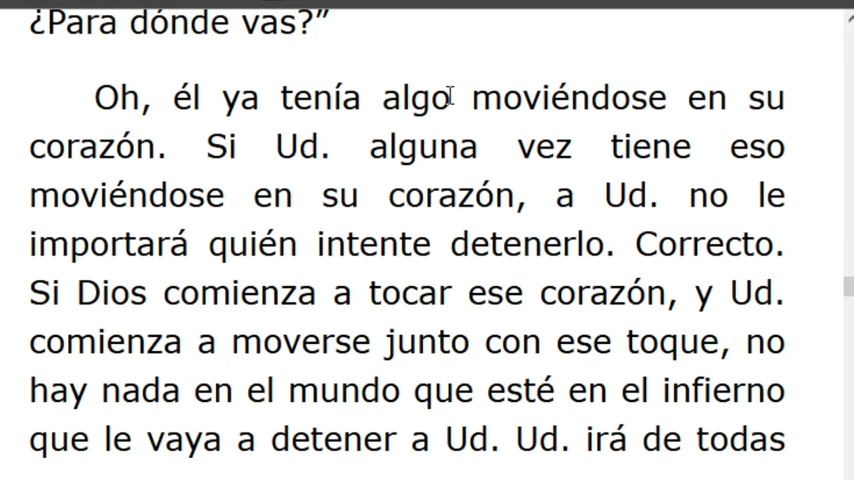 ¿Para dónde vas?”
Oh, él ya tenía algo moviéndose en su
corazón. Si Ud. alguna vez tiene eso
moviéndose en su corazón, a Ud. no le
importará quién intente detenerlo. Correcto.
Si Dios comienza a tocar ese corazón, y Ud.
comienza a moverse junto con ese toque, no
hay nada en el mundo que esté en el infierno
que le vaya a detener a Ud. Ud. irá de todas